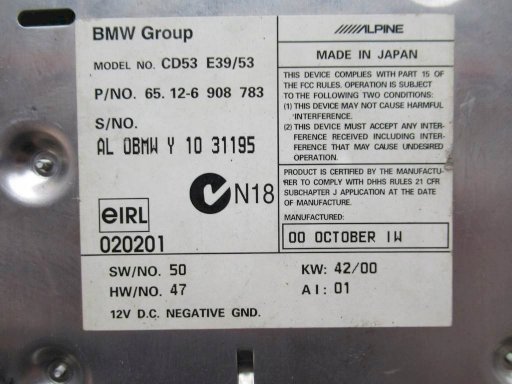 BMW Group
MODEL NO. CD53 E39/53
P/NO. 65. 12-6 908 783
S/NO.
AL 0BMW Y 10 31195
N18
eIRL
020201
ALPINE
MADE IN JAPAN
THIS DEVICE COMPLIES WITH PART 15 OF
THE FCC RULES. OPERATION IS SUBJECT
TO THE FOLLOWING TWO CONDITIONS:
(1) THIS DEVICE MAY NOT CAUSE HARMFUL
INTERFERENCE.
(2) THIS DEVICE MUST ACCEPT ANY INTER-
FERENCE RECEIVED INCLUDING INTER-
FERENCE THAT MAY CAUSE UNDESIRED
OPERATION.
PRODUCT IS CERTIFIED BY THE MANUFACTU-
RER TO COMPLY WITH DHHS RULES 21 CFR
SUBCHAPTER J APPLICATION AT THE DATE
OF MANUFACTURE.
MANUFACTURED:
00 OCTOBER 1W
SW/NO. 50
HW/NO. 47
12V D.C. NEGATIVE GND.
KW: 42/00
AI: 01